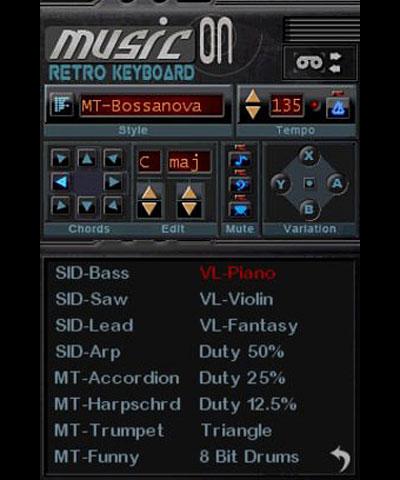 music ON
RETRO KEYBOARD
MT-Bossanova
135
Style
Tempo
C maj
X
Y A
B
Chords
Edit
Mute
Variation
SID-Bass VL-Piano
SID-Saw VL-Violin
SID-Lead VL-Fantasy
SID-Arp Duty 50%
MT-Accordion Duty 25%
MT-Harpschrd Duty 12.5%
MT-Trumpet Triangle
MT-Funny 8 Bit Drums